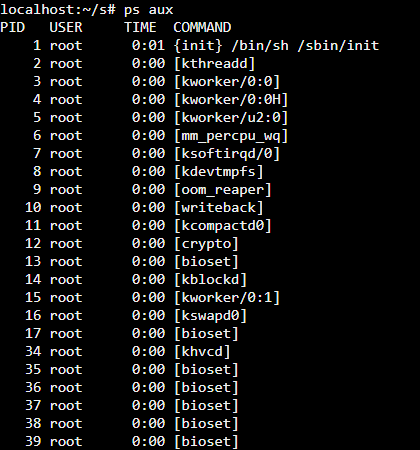 localhost:~/s# ps aux
PID   USER     TIME  COMMAND
    1 root      0:01 {init} /bin/sh /sbin/init
    2 root      0:00 [kthreadd]
    3 root      0:00 [kworker/0:0]
    4 root      0:00 [kworker/0:0H]
    5 root      0:00 [kworker/u2:0]
    6 root      0:00 [mm_percpu_wq]
    7 root      0:00 [ksoftirqd/0]
    8 root      0:00 [kdevtmpfs]
    9 root      0:00 [oom_reaper]
   10 root      0:00 [writeback]
   11 root      0:00 [kcompactd0]
   12 root      0:00 [crypto]
   13 root      0:00 [bioset]
   14 root      0:00 [kblockd]
   15 root      0:00 [kworker/0:1]
   16 root      0:00 [kswapd0]
   17 root      0:00 [bioset]
   34 root      0:00 [khvcd]
   35 root      0:00 [bioset]
   36 root      0:00 [bioset]
   37 root      0:00 [bioset]
   38 root      0:00 [bioset]
   39 root      0:00 [bioset]